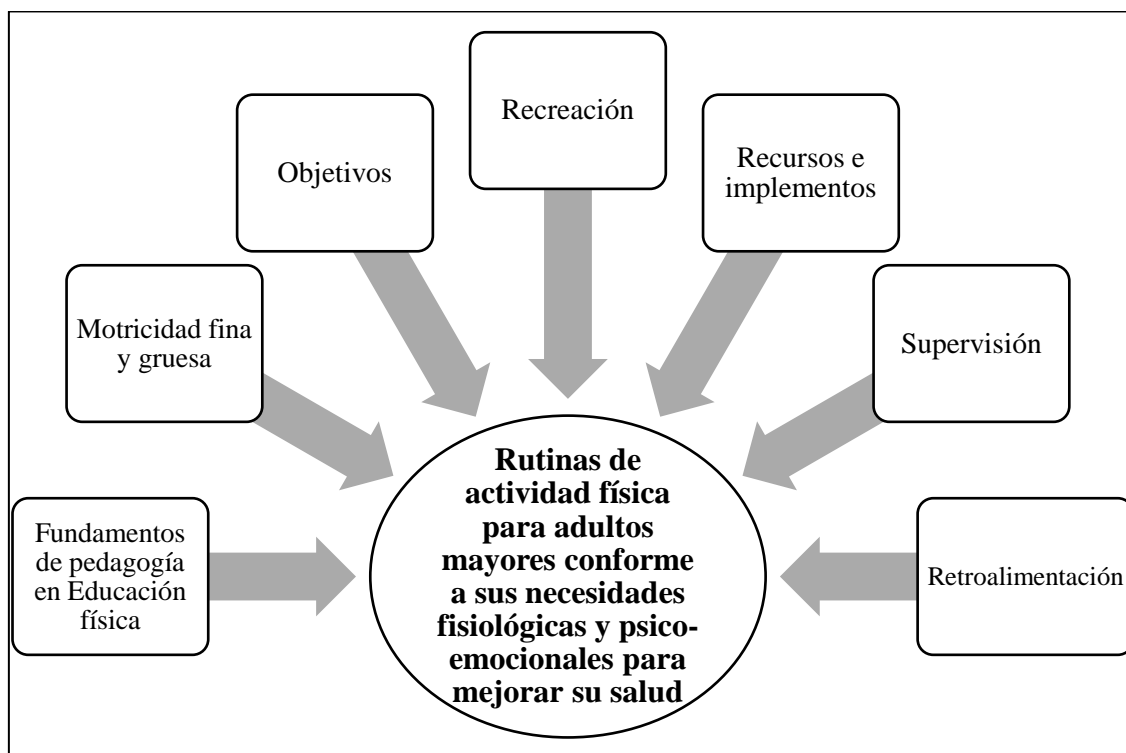 Recreación
Objetivos
Recursos e
implementos
Motricidad fina
y gruesa
Supervisión
Fundamentos
de pedagogía
en Educación
física
Retroalimentación
Rutinas de
actividad física
para adultos
mayores conforme
a sus necesidades
fisiológicas y psico-
emocionales para
mejorar su salud